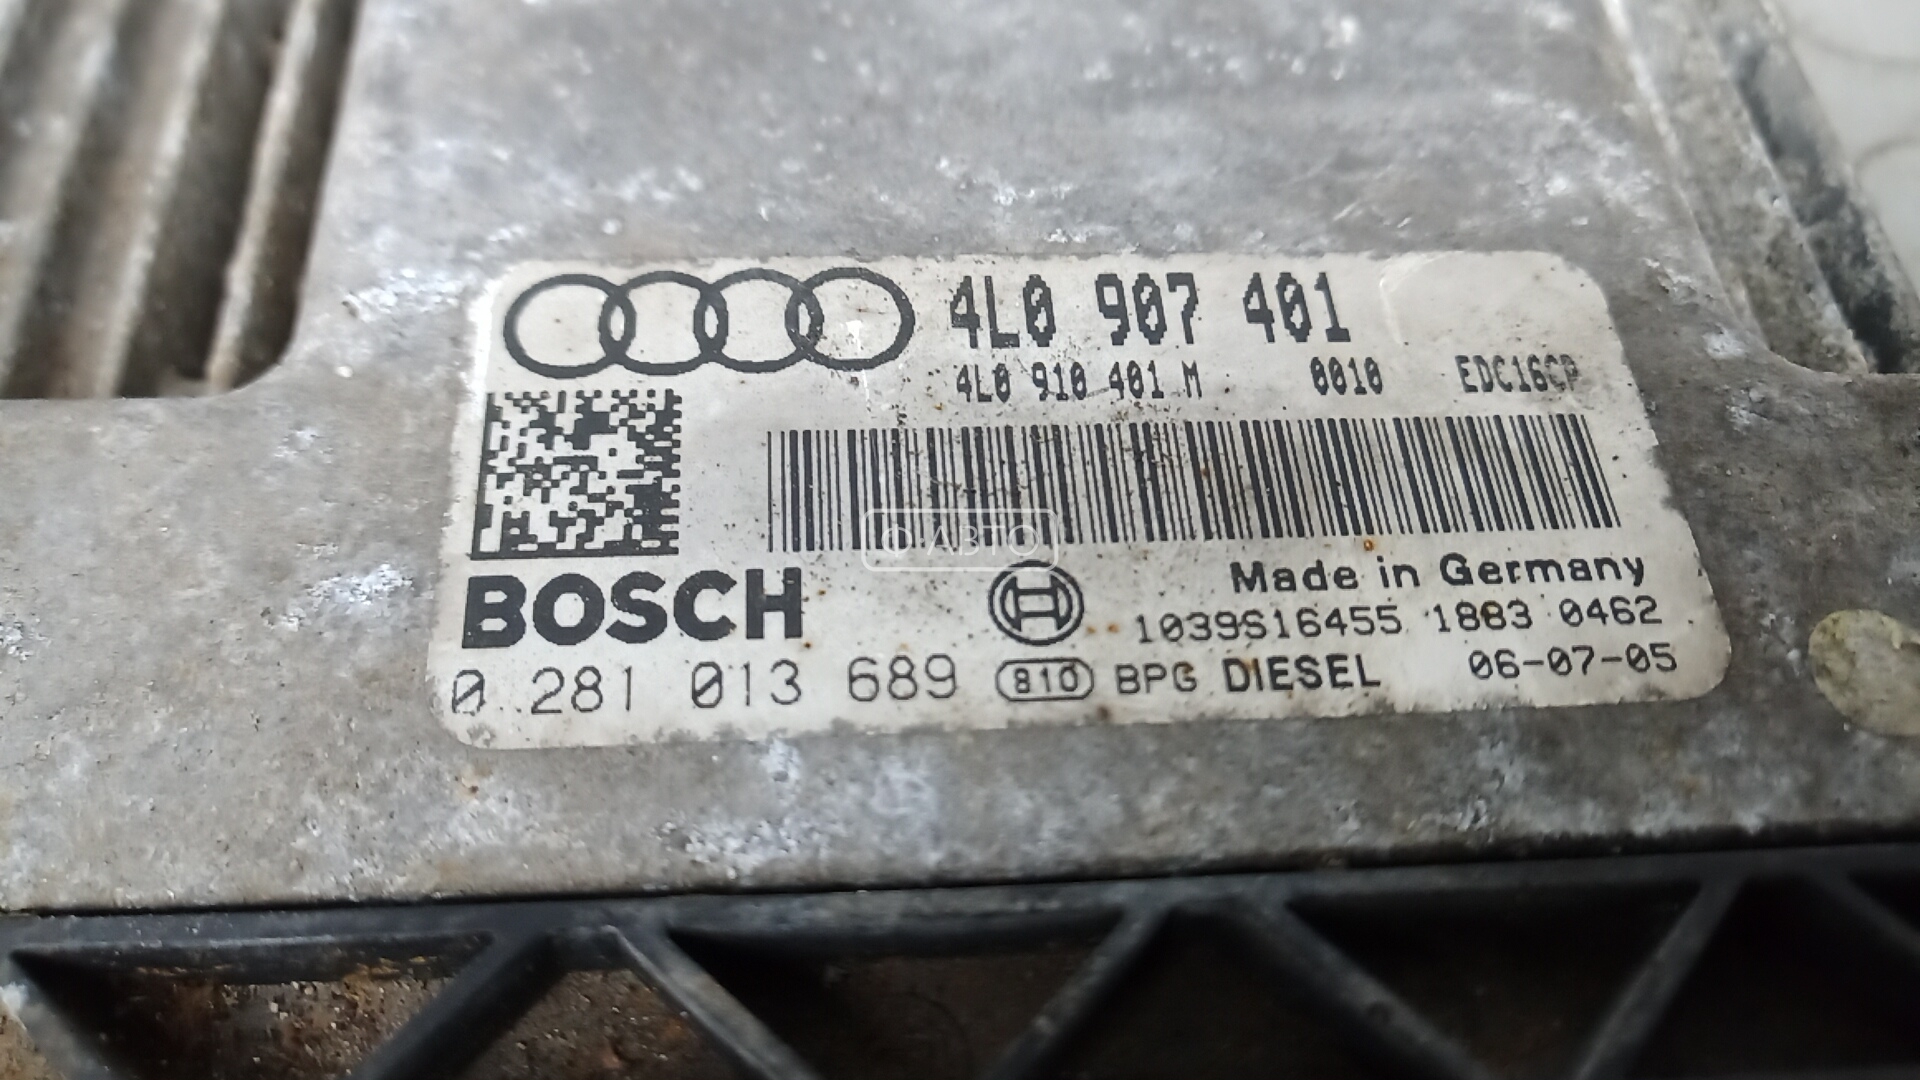 4L0 907 401
4L0 910 401 M 0010 EDC16CP
АВТО
BOSCH
Made in Germany
1039S16455 1883 0462
0 281 013 689 810 BPG DIESEL 06-07-05